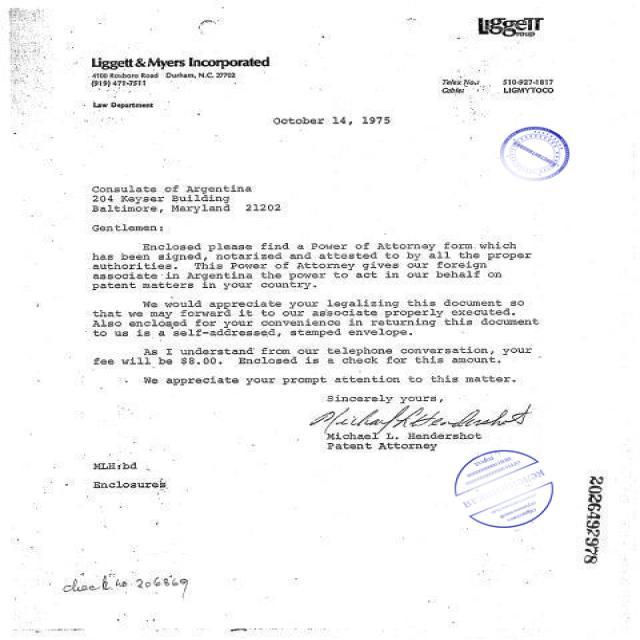 Liggett
Group
Liggett & Myers Incorporated
4100 Roxboro Road Durham, N.C. 27702
(919) 471-7511
Telex No.: 510-927-1817
Cables: LIGMYTOCO
Law Department
October 14, 1975
Consulate of Argentina
204 Keyser Building
Baltimore, Maryland 21202
Gentlemen:
Enclosed please find a Power of Attorney form which
has been signed, notarized and attested to by all the proper
authorities. This Power of Attorney gives our foreign
associate in Argentina the power to act in our behalf on
patent matters in your country.
We would appreciate your legalizing this document so
that we may forward it to our associate properly executed.
Also enclosed for your convenience in returning this document
to us is a self-addressed, stamped envelope.
As I understand from our telephone conversation, your
fee will be $8.00. Enclosed is a check for this amount.
We appreciate your prompt attention to this matter.
Sincerely yours,
Michael L Hendershot
Michael L. Hendershot
Patent Attorney
MLH:bd
Enclosures
2026492978
check no. 206869